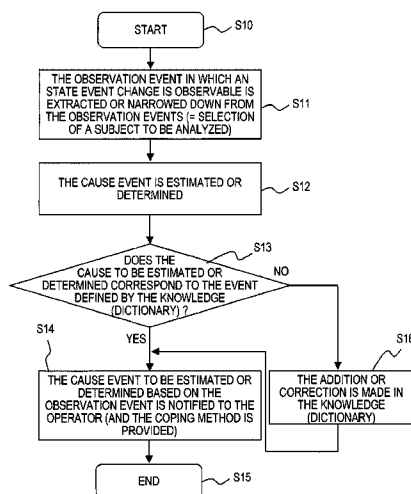 START
S10
THE OBSERVATION EVENT IN WHICH AN
STATE EVENT CHANGE IS OBSERVABLE IS
EXTRACTED OR NARROWED DOWN FROM
THE OBSERVATION EVENTS (= SELECTION
OF A SUBJECT TO BE ANALYZED)
S11
THE CAUSE EVENT IS ESTIMATED OR
DETERMINED
S12
DOES THE
CAUSE TO BE ESTIMATED OR
DETERMINED CORRESPOND TO THE EVENT
DEFINED BY THE KNOWLEDGE
(DICTIONARY) ?
S13
NO
YES
S14
THE CAUSE EVENT TO BE ESTIMATED OR
DETERMINED BASED ON THE
OBSERVATION EVENT IS NOTIFIED TO THE
OPERATOR (AND THE COPING METHOD IS
PROVIDED)
S16
THE ADDITION OR
CORRECTION IS MADE IN
THE KNOWLEDGE
(DICTIONARY)
END
S15